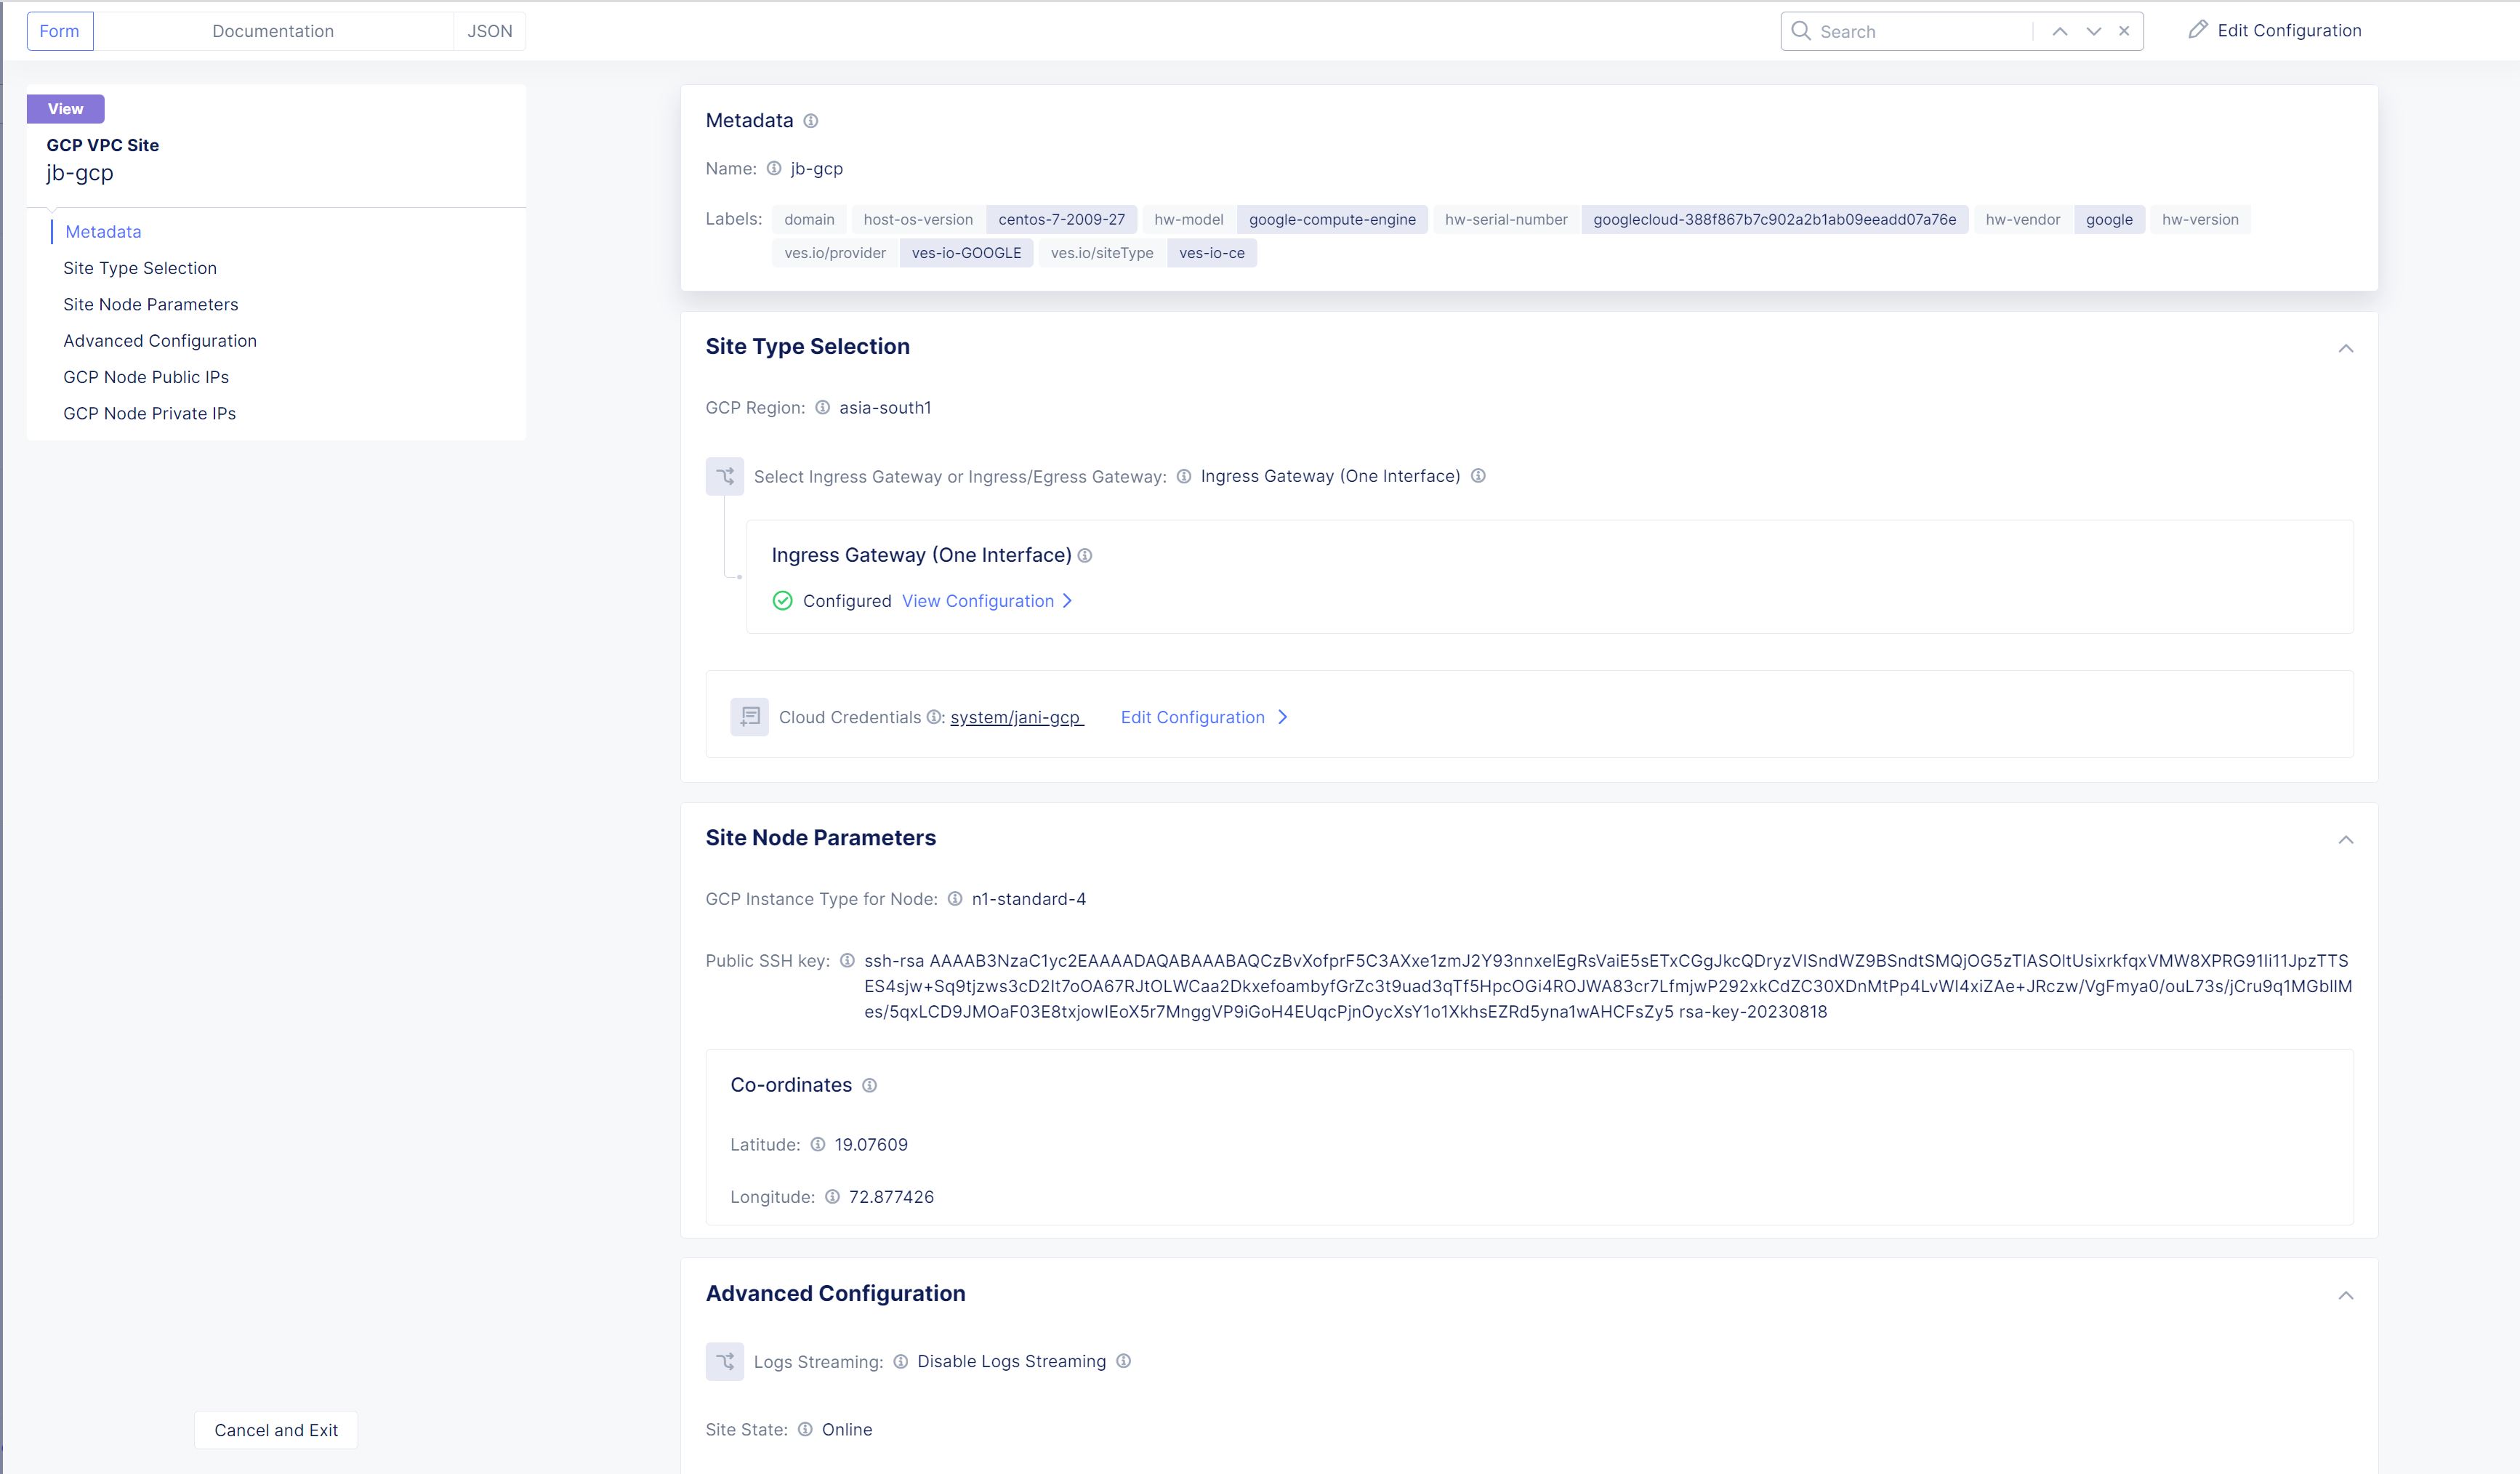 Form Documentation JSON Search Edit Configuration
View
GCP VPC Site
jb-gcp
Metadata
Site Type Selection
Site Node Parameters
Advanced Configuration
GCP Node Public IPs
GCP Node Private IPs
Cancel and Exit
Metadata
Name: jb-gcp
Labels: domain host-os-version centos-7-2009-27 hw-model google-compute-engine hw-serial-number googlecloud-388f867b7c902a2b1ab09eeadd07a76e hw-vendor google hw-version
ves.io/provider ves-io-GOOGLE ves.io/siteType ves-io-ce
Site Type Selection
GCP Region: asia-south1
Select Ingress Gateway or Ingress/Egress Gateway: Ingress Gateway (One Interface)
Ingress Gateway (One Interface)
Configured View Configuration
Cloud Credentials : system/jani-gcp Edit Configuration
Site Node Parameters
GCP Instance Type for Node: n1-standard-4
Public SSH key: ssh-rsa AAAAB3NzaC1yc2EAAAADAQABAAABAQCzBvXofprF5C3AXxe1zmJ2Y93nnxelEgRsVaiE5sETxCGgJkcQDryzVISndWZ9BSndtSMQjOG5zTlASOltUsixrkfqxVMW8XPRG91Ii11JpzTTS
ES4sjw+Sq9tjzws3cD2It7oOA67RJtOLWCaa2DkxefoambyfGrZc3t9uad3qTf5HpcOGi4ROJWA83cr7LfmjwP292xkCdZC30XDnMtPp4LvWI4xiZAe+JRczw/VgFmya0/ouL73s/jCru9q1MGbIlM
es/5qxLCD9JMOaF03E8txjowIEoX5r7MnggVP9iGoH4EUqcPjnOycXsY1o1XkhsEZRd5yna1wAHCFsZy5 rsa-key-20230818
Co-ordinates
Latitude: 19.07609
Longitude: 72.877426
Advanced Configuration
Logs Streaming: Disable Logs Streaming
Site State: Online